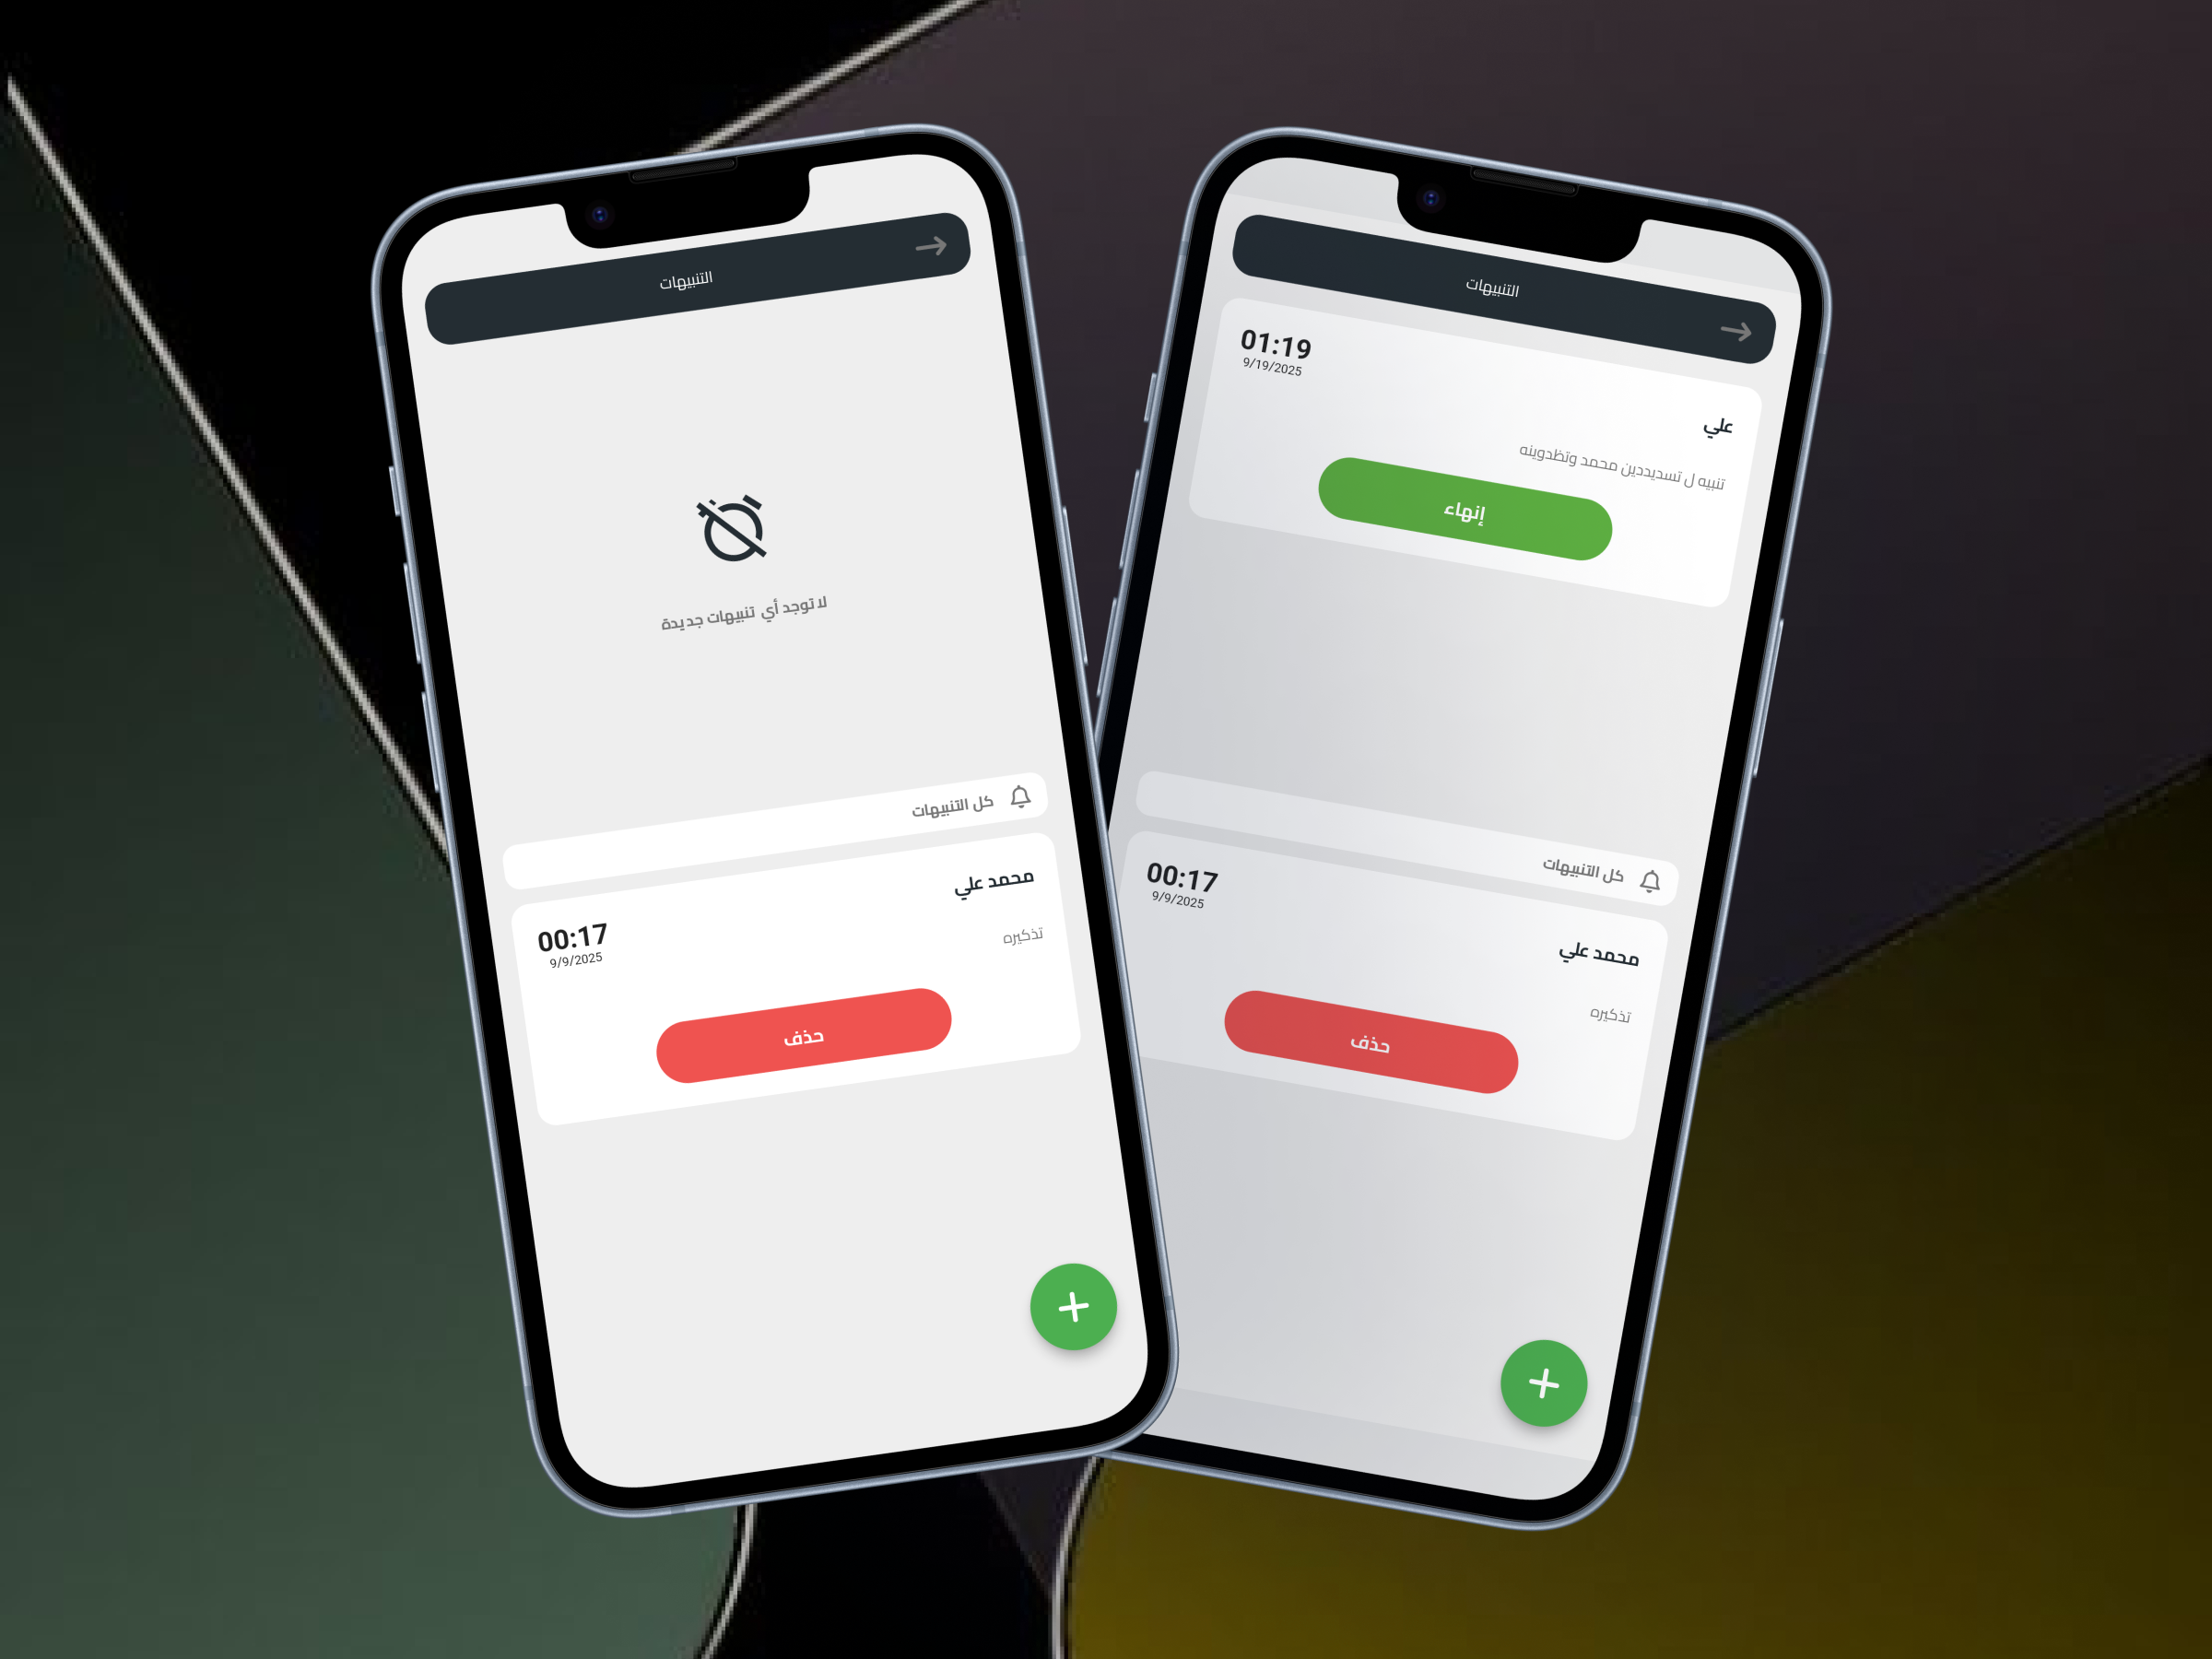 التنبيهات
لا توجد أي تنبيهات جديدة
كل التنبيهات
محمد علي
00:17
9/9/2025
تذكيره
حذف
التنبيهات
01:19
9/19/2025
علي
تنبيه ل تسديددين محمد وتظدوينه
إنهاء
كل التنبيهات
00:17
9/9/2025
محمد علي
تذكيره
حذف